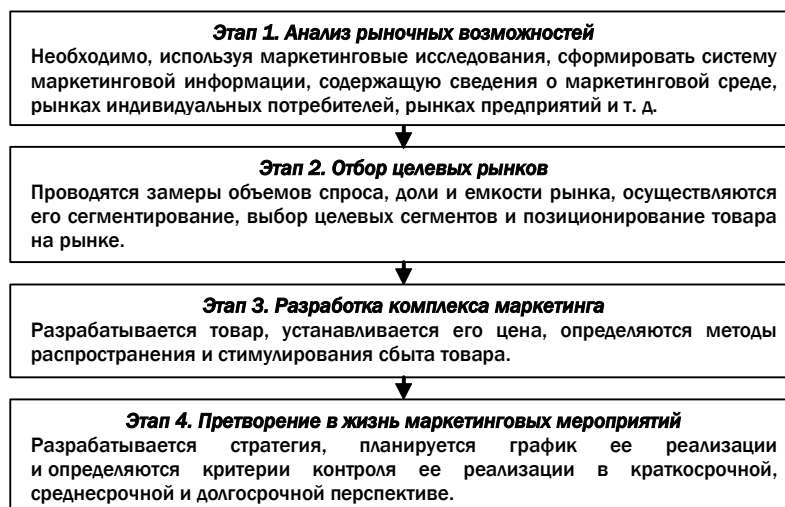 Этап 1. Анализ рыночных возможностей
Необходимо, используя маркетинговые исследования, сформировать систему
маркетинговой информации, содержащую сведения о маркетинговой среде,
рынках индивидуальных потребителей, рынках предприятий и т. д.
Этап 2. Отбор целевых рынков
Проводятся замеры объемов спроса, доли и емкости рынка, осуществляются
его сегментирование, выбор целевых сегментов и позиционирование товара
на рынке.
Этап 3. Разработка комплекса маркетинга
Разрабатывается товар, устанавливается его цена, определяются методы
распространения и стимулирования сбыта товара.
Этап 4. Претворение в жизнь маркетинговых мероприятий
Разрабатывается стратегия, планируется график ее реализации
и определяются критерии контроля ее реализации в краткосрочной,
среднесрочной и долгосрочной перспективе.